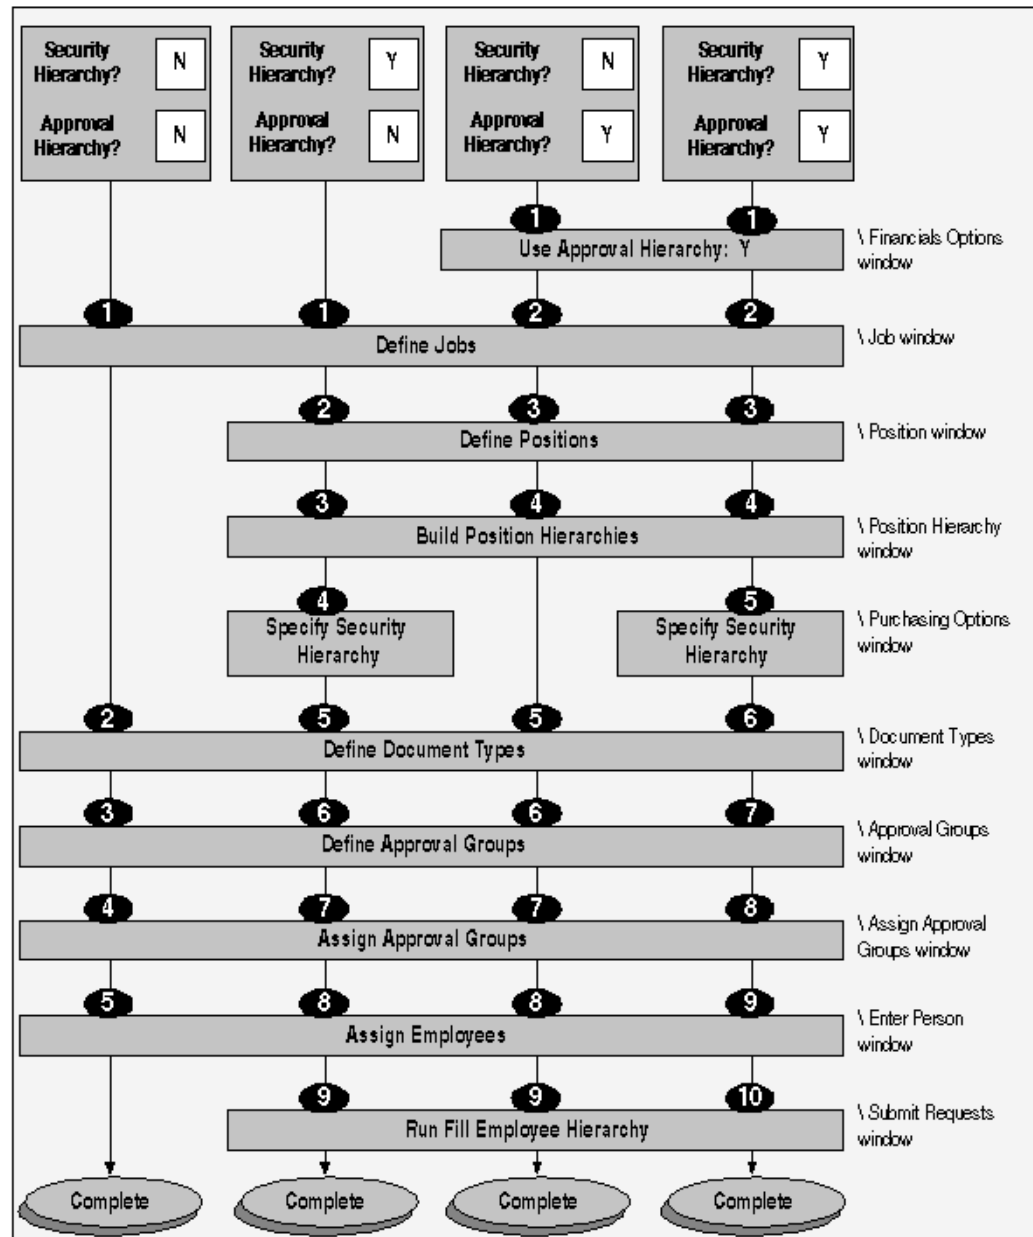 Security Hierarchy? N
Approval Hierarchy? N
Security Hierarchy? Y
Approval Hierarchy? N
Security Hierarchy? N
Approval Hierarchy? Y
Security Hierarchy? Y
Approval Hierarchy? Y
1 1
Use Approval Hierarchy: Y
\ Financials Options
window
1 1 2 2
Define Jobs
\ Job window
2 3 3
Define Positions
\ Position window
3 4 4
Build Position Hierarchies
\ Position Hierarchy
window
4 5
Specify Security
Hierarchy
Specify Security
Hierarchy
\ Purchasing Options
window
2 5 5 6
Define Document Types
\ Document Types
window
3 6 6 7
Define Approval Groups
\ Approval Groups
window
4 7 7 8
Assign Approval Groups
\ Assign Approval
Groups window
5 8 8 9
Assign Employees
\ Enter Person
window
9 9 10
Run Fill Employee Hierarchy
\ Submit Requests
window
Complete Complete Complete Complete